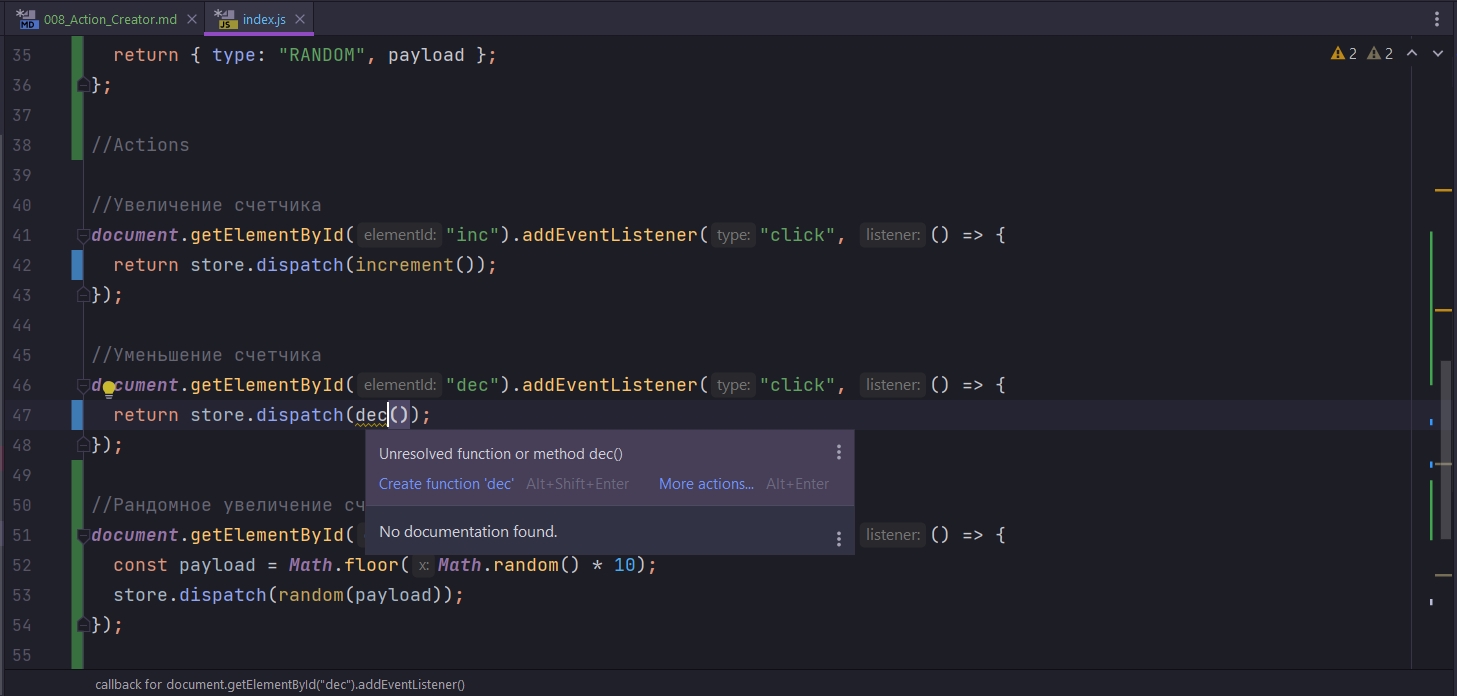 008_Action_Creator.md
index.js
35 return { type: "RANDOM", payload };
2 2
36 };
37
38 //Actions
39
40 //Увеличение счетчика
41 document.getElementById( elementId: "inc").addEventListener( type: "click", listener: () => {
42 return store.dispatch(increment());
43 });
44
45 //Уменьшение счетчика
46 document.getElementById( elementId: "dec").addEventListener( type: "click", listener: () => {
47 return store.dispatch(dec());
48 });
Unresolved function or method dec()
49
Create function 'dec' Alt+Shift+Enter More actions... Alt+Enter
50 //Рандомное увеличение сч
No documentation found.
51 document.getElementById( listener: () => {
52 const payload = Math.floor( x: Math.random() * 10);
53 store.dispatch(random(payload));
54 });
55
callback for document.getElementById("dec").addEventListener()